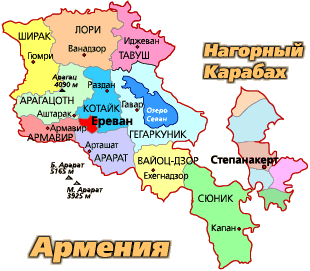 ЛОРИ
ШИРАК
Иджеван
Гюмри
Ванадзор
ТАВУШ
Нагорный
Карабах
Арагац
4090 м
Раздан
АРАГАЦОТН
КОТАЙК
Гавар
Озеро
Севан
Аштарак
Ереван
Армавир
АРМАВИР
ГЕГАРКУНИК
Арташат
Б. Арарат
5165 м
АРАРАТ
ВАЙОЦ-ДЗОР
Степанакерт
Ехегнадзор
М. Арарат
3925 м
СЮНИК
Капан
Армения